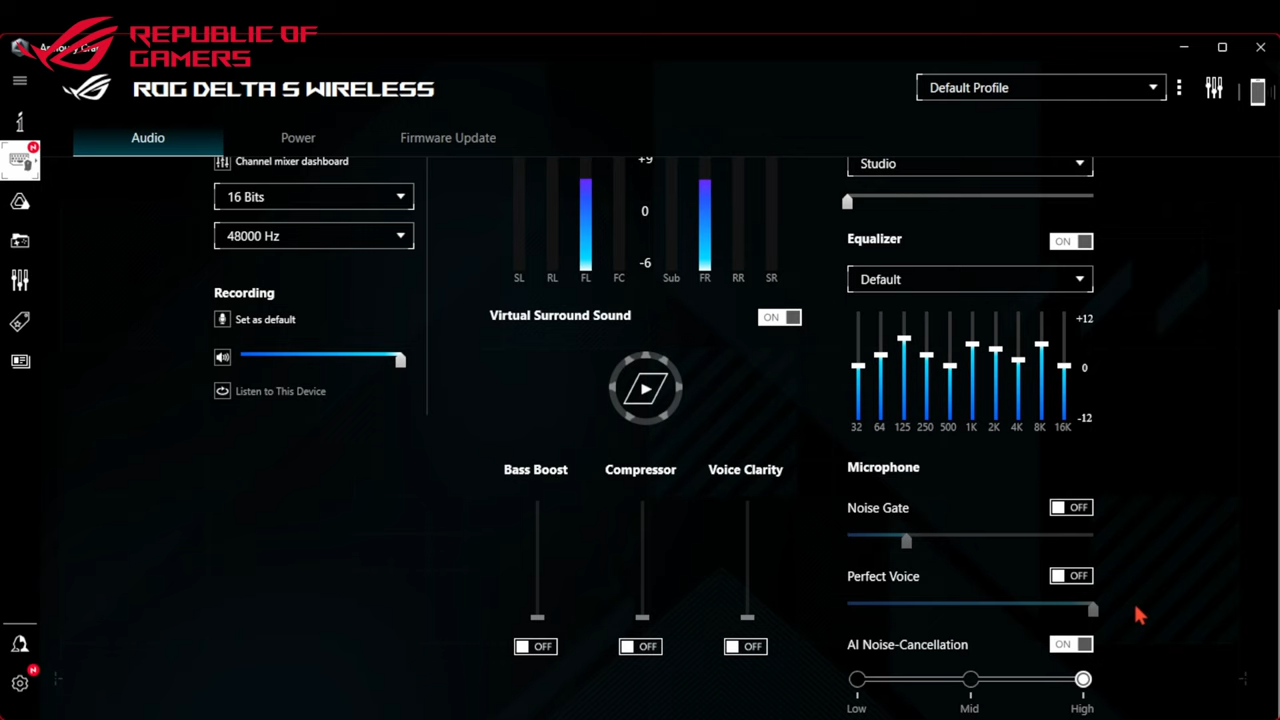 REPUBLIC OF
GAMERS
ROG DELTA S WIRELESS
Default Profile
Audio
Power
Firmware Update
Channel mixer dashboard
16 Bits
48000 Hz
Recording
Set as default
Listen to This Device
+9
0
-6
SL RL FL FC Sub FR RR SR
Virtual Surround Sound
ON
Bass Boost
Compressor
Voice Clarity
OFF
OFF
OFF
Studio
Equalizer
ON
Default
+12
0
-12
32 64 125 250 500 1K 2K 4K 8K 16K
Microphone
Noise Gate
OFF
Perfect Voice
OFF
AI Noise-Cancellation
ON
Low Mid High